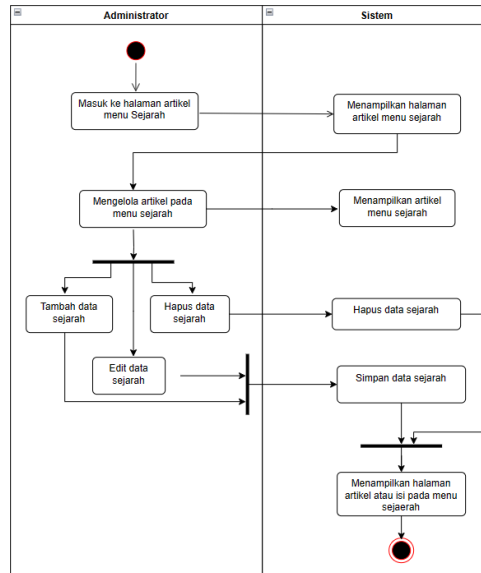 Administrator
Sistem
Masuk ke halaman artikel
menu Sejarah
Menampilkan halaman
artikel menu sejarah
Mengelola artikel pada
menu sejarah
Menampilkan artikel
menu sejarah
Tambah data
sejarah
Hapus data
sejarah
Hapus data sejarah
Edit data
sejarah
Simpan data sejarah
Menampilkan halaman
artikel atau isi pada menu
sejaerah